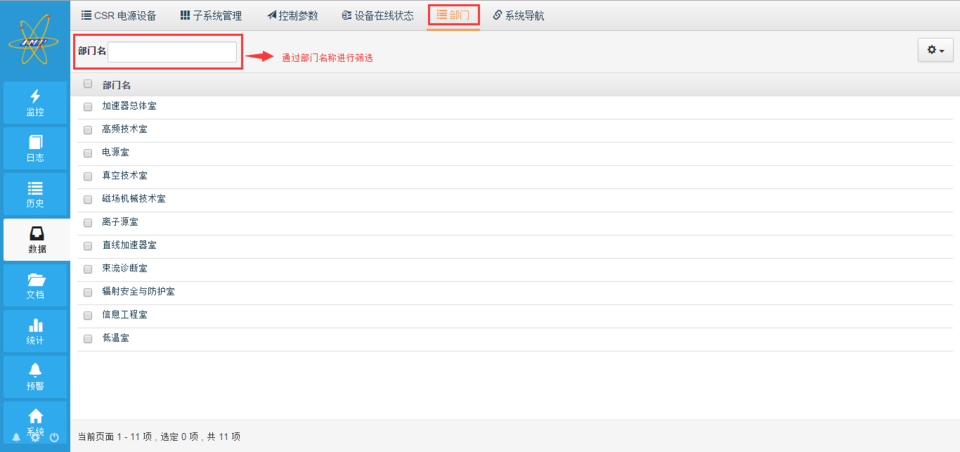 CSR 电源设备 子系统管理 控制参数 设备在线状态 部门 系统导航
部门名
通过部门名称进行筛选
部门名
加速器总体室
高频技术室
电源室
真空技术室
磁场机械技术室
离子源室
直线加速器室
束流诊断室
辐射安全与防护室
信息工程室
低温室
当前页面 1 - 11 项 , 选定 0 项 , 共 11 项
监控
日志
历史
数据
文档
统计
预警
系统